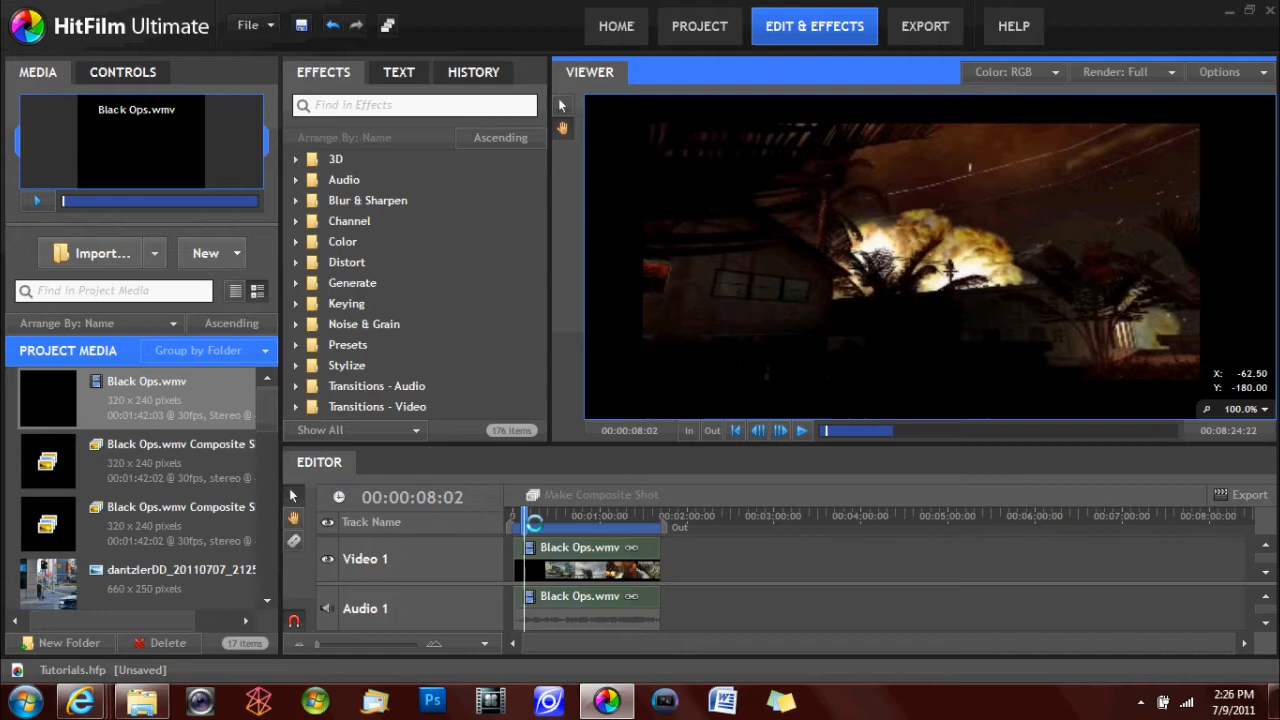 HitFilm Ultimate
File
HOME
PROJECT
EDIT & EFFECTS
EXPORT
HELP
MEDIA
CONTROLS
EFFECTS
TEXT
HISTORY
VIEWER
Color: RGB
Render: Full
Options
Black Ops.wmv
Find in Effects
Arrange By: Name
Ascending
3D
Audio
Blur & Sharpen
Channel
Color
Distort
Generate
Keying
Noise & Grain
Presets
Stylize
Transitions - Audio
Transitions - Video
Show All
176 items
Import...
New
Find in Project Media
Arrange By: Name
Ascending
PROJECT MEDIA
Group by Folder
Black Ops.wmv
320 x 240 pixels
00:01:42:03 @ 30fps, Stereo @
Black Ops.wmv Composite S
320 x 240 pixels
00:01:42:02 @ 30fps, stereo @
Black Ops.wmv Composite S
320 x 240 pixels
00:01:42:02 @ 30fps, stereo @
dantzlerDD_20110707_2125
660 x 250 pixels
New Folder
Delete
17 items
X: -62.50
Y: -180.00
100.0%
00:00:08:02
In
Out
00:08:24:22
EDITOR
00:00:08:02
Make Composite Shot
Export
Track Name
0
00:01:00:00
00:02:00:00
00:03:00:00
00:04:00:00
00:05:00:00
00:06:00:00
00:07:00:00
00:08:00:00
Out
Video 1
Black Ops.wmv
Audio 1
Black Ops.wmv
Tutorials.hfp [Unsaved]
Ps
2:26 PM
7/9/2011